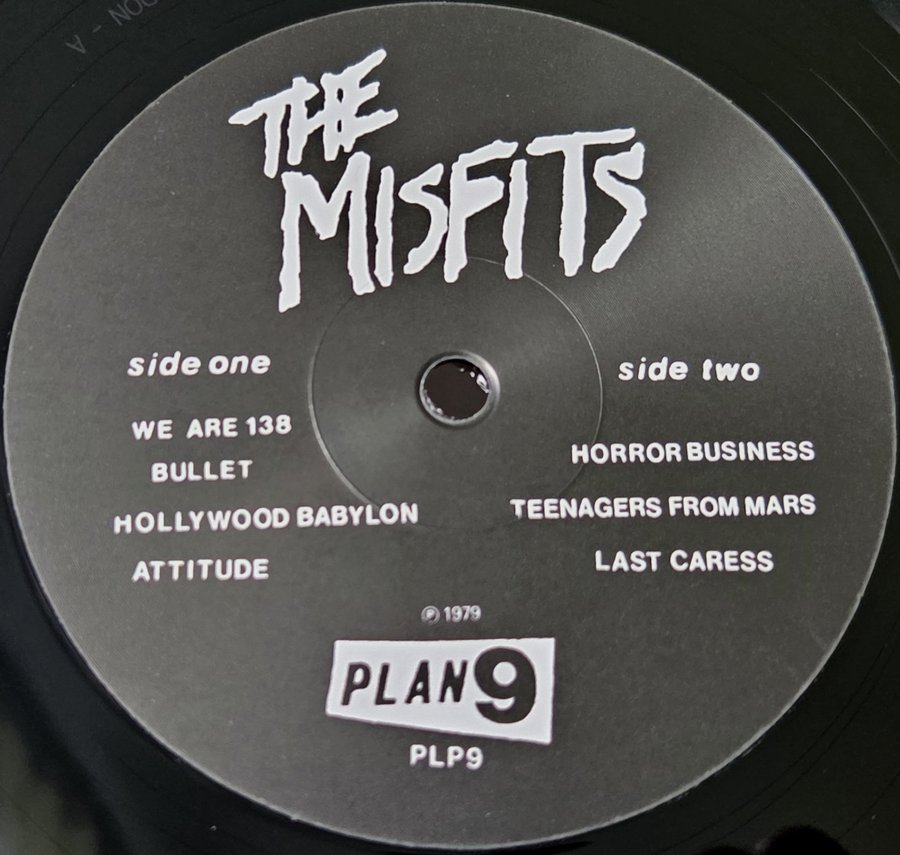 THE
MISFITS
side one
WE ARE 138
BULLET
HOLLYWOOD BABYLON
ATTITUDE
side two
HORROR BUSINESS
TEENAGERS FROM MARS
LAST CARESS
℗ 1979
PLAN 9
PLP9